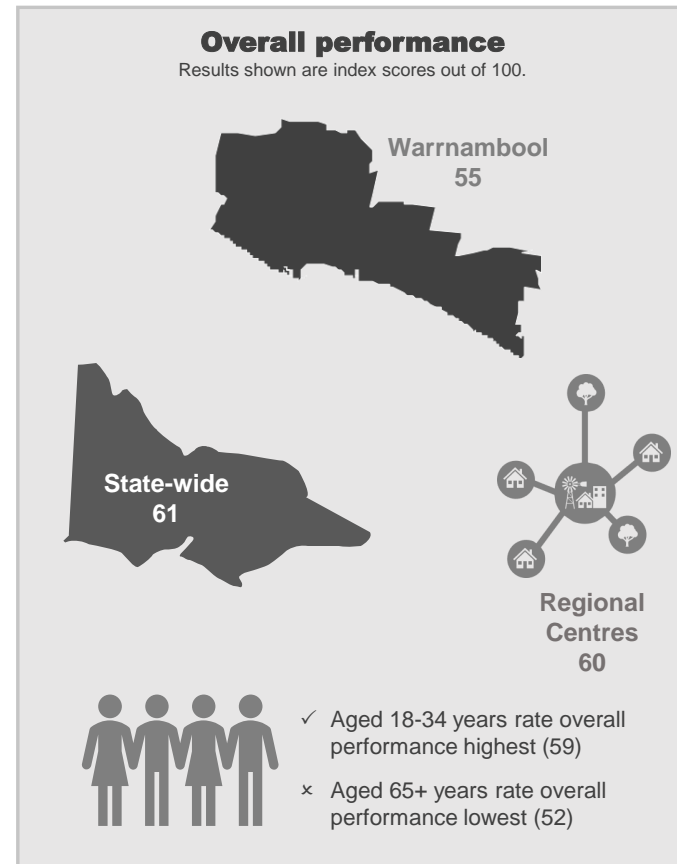 Overall performance
Results shown are index scores out of 100.
Warrnambool
55
State-wide
61
Regional
Centres
60
✓ Aged 18-34 years rate overall
performance highest (59)
× Aged 65+ years rate overall
performance lowest (52)